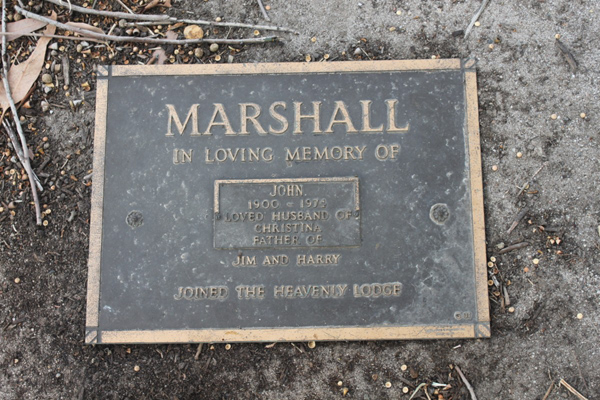 MARSHALL
IN LOVING MEMORY OF
JOHN.
1900 - 1975
LOVED HUSBAND OF
CHRISTINA
FATHER OF
JIM AND HARRY
JOINED THE HEAVENLY LODGE